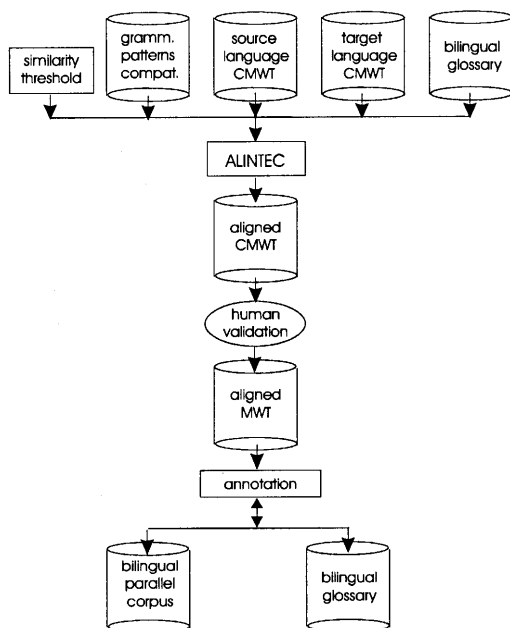 similarity
threshold
gramm.
patterns
compat.
source
language
CMWT
target
language
CMWT
bilingual
glossary
ALINTEC
aligned
CMWT
human
validation
aligned
MWT
annotation
bilingual
parallel
corpus
bilingual
glossary